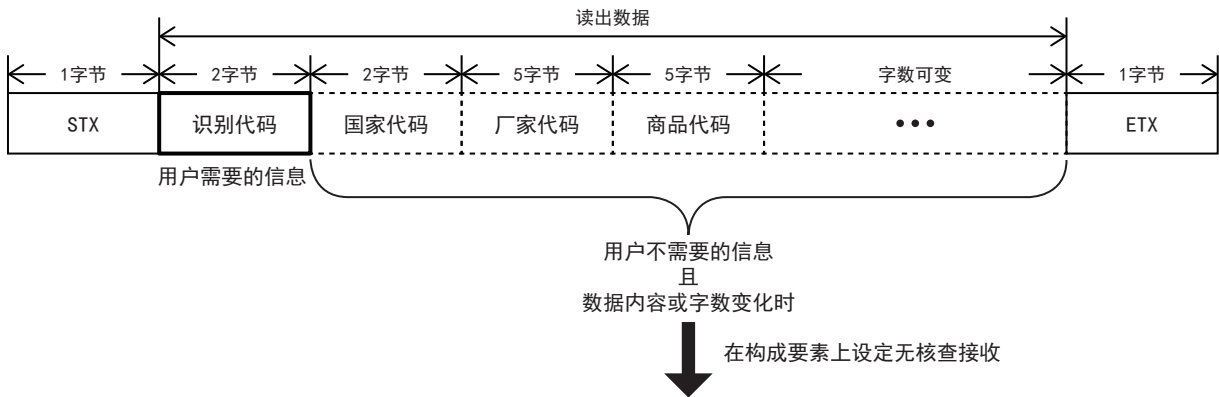 读出数据
1字节 2字节 2字节 5字节 5字节 字数可变 1字节
STX 识别代码 国家代码 厂家代码 商品代码 ••• ETX
用户需要的信息
用户不需要的信息
且
数据内容或字数变化时
在构成要素上设定无核查接收